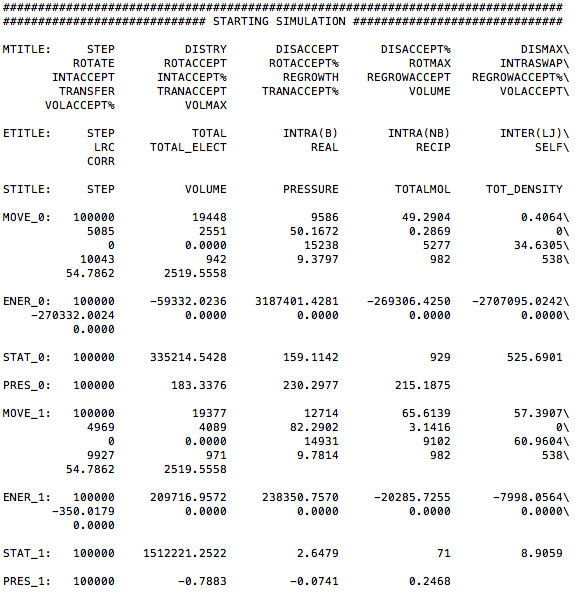 ################################################################################
############################# STARTING SIMULATION ##############################
MTITLE: STEP DISTRY DISACCEPT DISACCEPT% DISMAX\
ROTATE ROTACCEPT ROTACCEPT% ROTMAX INTRASWAP\
INTACCEPT INTACCEPT% REGROWTH REGROWACCEPT REGROWACCEPT%\
TRANSFER TRANACCEPT TRANACCEPT% VOLUME VOLACCEPT\
VOLACCEPT% VOLMAX
ETITLE: STEP TOTAL INTRA(B) INTRA(NB) INTER(LJ)\
LRC TOTAL_ELECT REAL RECIP SELF\
CORR
STITLE: STEP VOLUME PRESSURE TOTALMOL TOT_DENSITY
MOVE_0: 100000 19448 9586 49.2904 0.4064\
5085 2551 50.1672 0.2869 0\
0 0.0000 15238 5277 34.6305\
10043 942 9.3797 982 538\
54.7862 2519.5558
ENER_0: 100000 -59332.0236 3187401.4281 -269306.4250 -2707095.0242\
-270332.0024 0.0000 0.0000 0.0000 0.0000\
0.0000
STAT_0: 100000 335214.5428 159.1142 929 525.6901
PRES_0: 100000 183.3376 230.2977 215.1875
MOVE_1: 100000 19377 12714 65.6139 57.3907\
4969 4089 82.2902 3.1416 0\
0 0.0000 14931 9102 60.9604\
9927 971 9.7814 982 538\
54.7862 2519.5558
ENER_1: 100000 209716.9572 238350.7570 -20285.7255 -7998.0564\
-350.0179 0.0000 0.0000 0.0000 0.0000\
0.0000
STAT_1: 100000 1512221.2522 2.6479 71 8.9059
PRES_1: 100000 -0.7883 -0.0741 0.2468